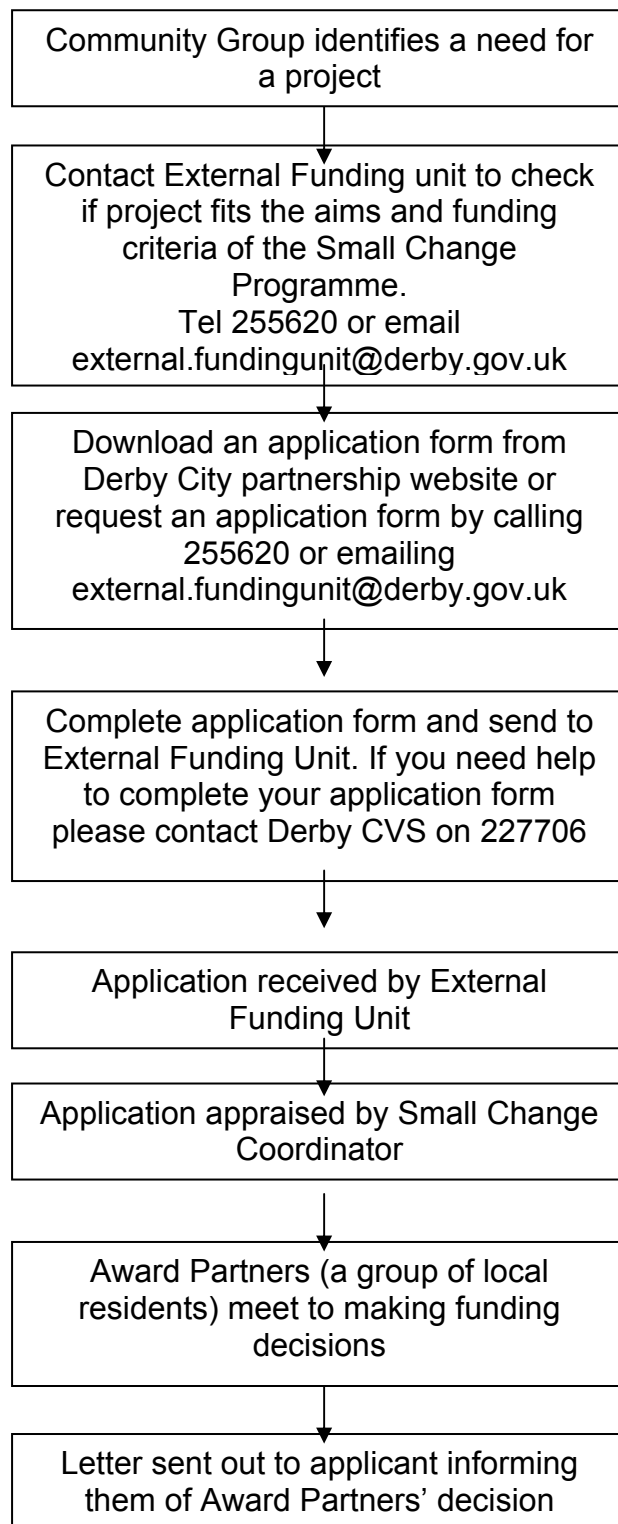 Community Group identifies a need for
a project
Contact External Funding unit to check
if project fits the aims and funding
criteria of the Small Change
Programme.
Tel 255620 or email
external.fundingunit@derby.gov.uk
Download an application form from
Derby City partnership website or
request an application form by calling
255620 or emailing
external.fundingunit@derby.gov.uk
Complete application form and send to
External Funding Unit. If you need help
to complete your application form
please contact Derby CVS on 227706
Application received by External
Funding Unit
Application appraised by Small Change
Coordinator
Award Partners (a group of local
residents) meet to making funding
decisions
Letter sent out to applicant informing
them of Award Partners’ decision